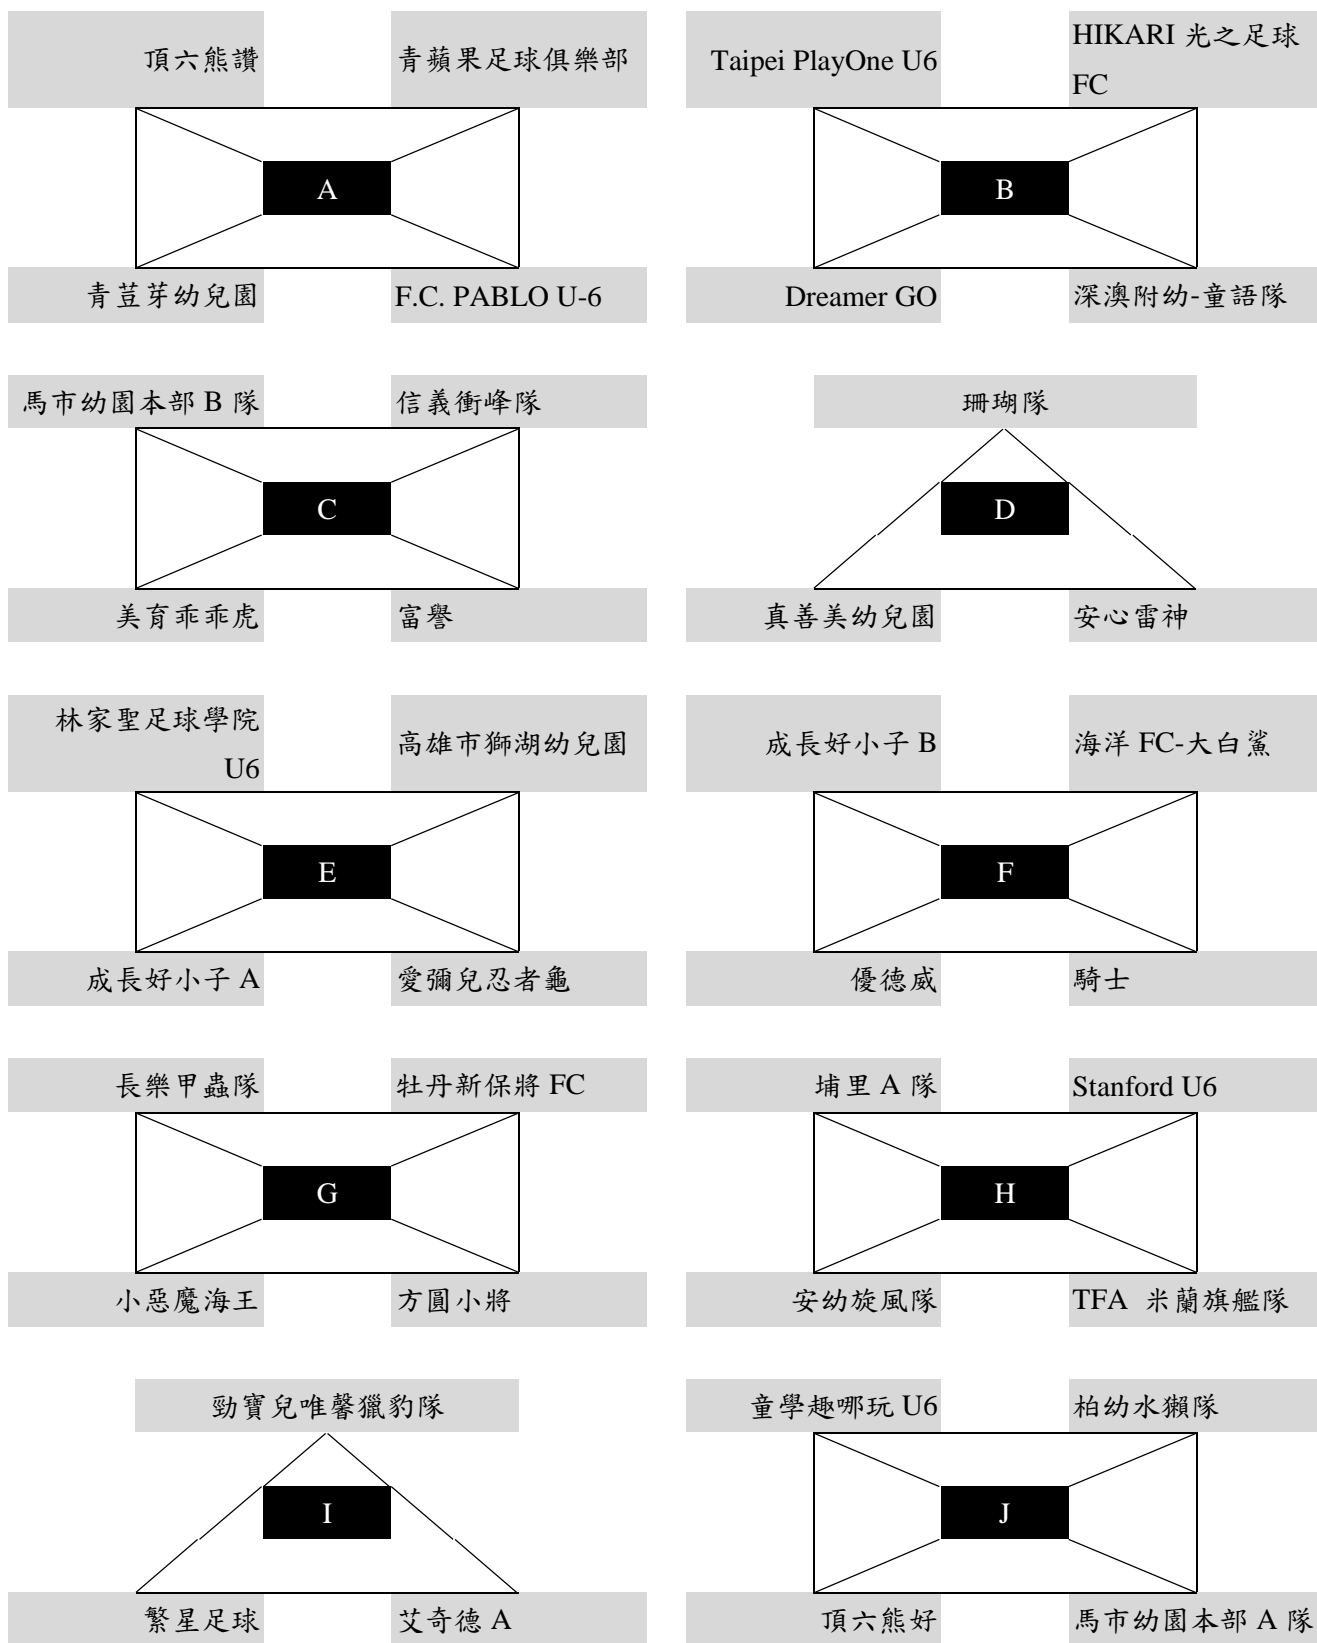 頂六熊讚
青蘋果足球俱樂部
A
青荳芽幼兒園
F.C. PABLO U-6
Taipei PlayOne U6
HIKARI 光之足球
FC
B
Dreamer GO
深澳附幼-童語隊
馬市幼園本部 B 隊
信義衝峰隊
C
美育乖乖虎
富譽
珊瑚隊
D
真善美幼兒園
安心雷神
林家聖足球學院
U6
高雄市獅湖幼兒園
E
成長好小子 A
愛彌兒忍者龜
成長好小子 B
海洋 FC-大白鯊
F
優德威
騎士
長樂甲蟲隊
牡丹新保將 FC
G
小惡魔海王
方圓小將
埔里 A 隊
Stanford U6
H
安幼旋風隊
TFA 米蘭旗艦隊
勁寶兒唯馨獵豹隊
I
繁星足球
艾奇德 A
童學趣哪玩 U6
柏幼水獺隊
J
頂六熊好
馬市幼園本部 A 隊